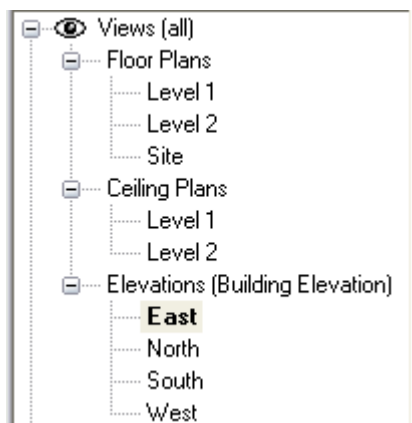 Views (all)
Floor Plans
Level 1
Level 2
Site
Ceiling Plans
Level 1
Level 2
Elevations (Building Elevation)
East
North
South
West